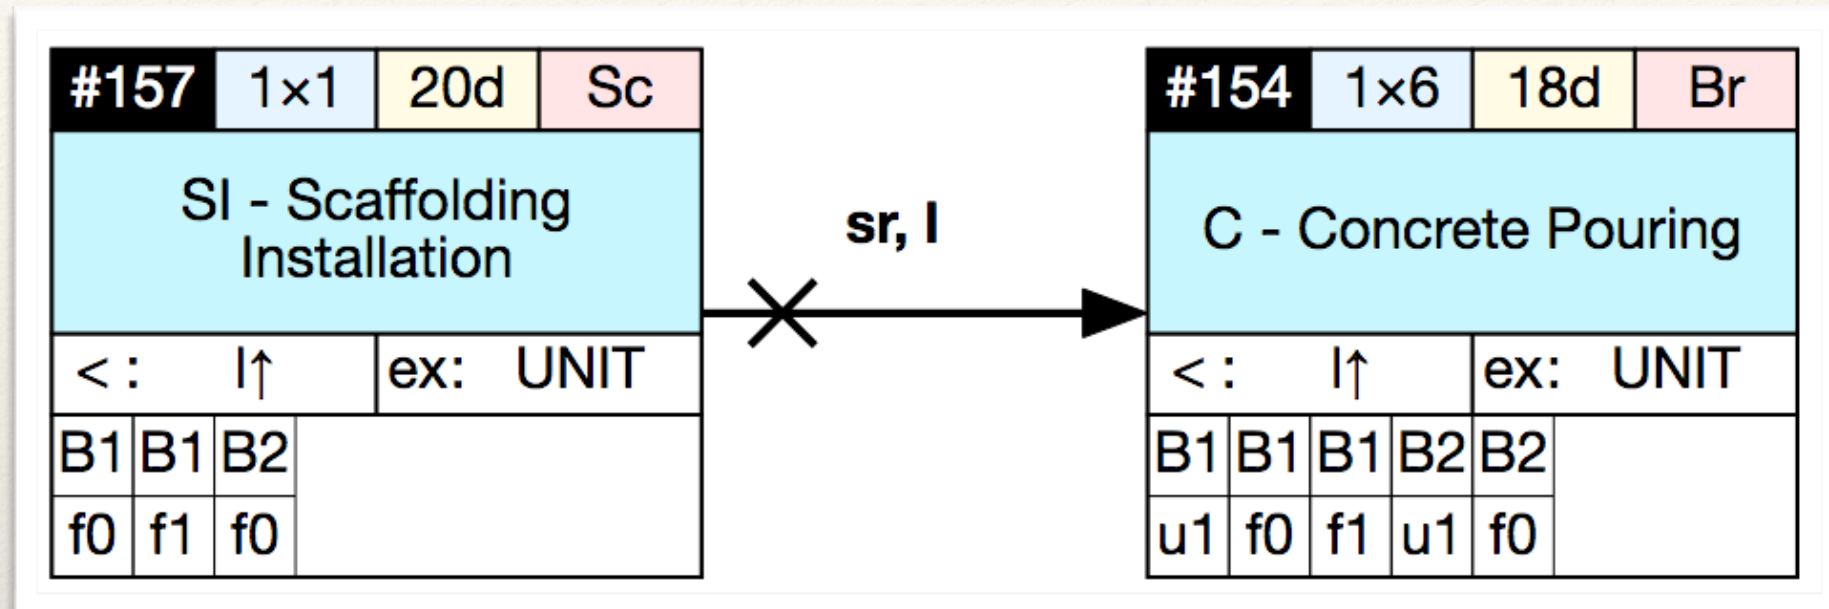 #157 1×1 20d Sc
SI - Scaffolding
Installation
< : l↑ ex: UNIT
B1 B1 B2
f0 f1 f0
sr, l
#154 1×6 18d Br
C - Concrete Pouring
< : l↑ ex: UNIT
B1 B1 B1 B2 B2
u1 f0 f1 u1 f0